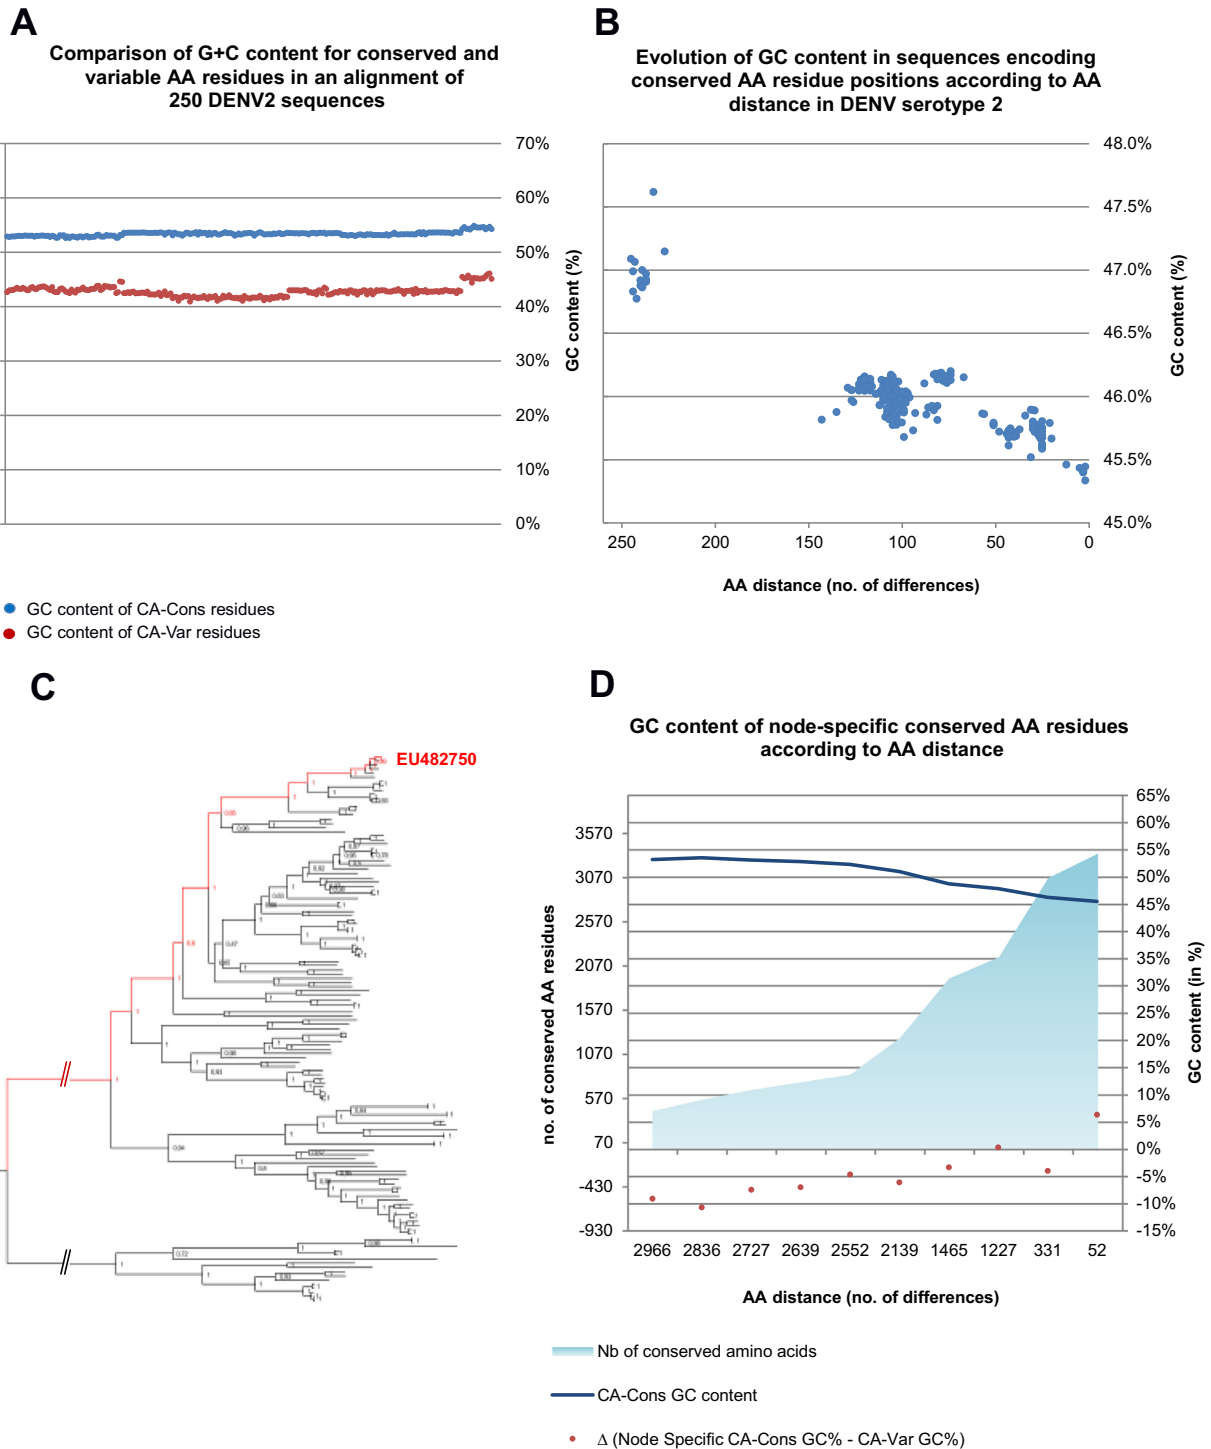 A
Comparison of G+C content for conserved and
variable AA residues in an alignment of
250 DENV2 sequences
70%
60%
50%
40%
30%
20%
10%
0%
GC content (%)
GC content of CA-Cons residues
GC content of CA-Var residues
B
Evolution of GC content in sequences encoding
conserved AA residue positions according to AA
distance in DENV serotype 2
48.0%
47.5%
47.0%
46.5%
46.0%
45.5%
45.0%
GC content (%)
250 200 150 100 50 0
AA distance (no. of differences)
C
EU482750
D
GC content of node-specific conserved AA residues
according to AA distance
3570
3070
2570
2070
1570
1070
570
70
-430
-930
no. of conserved AA residues
65%
60%
55%
50%
45%
40%
35%
30%
25%
20%
15%
10%
5%
0%
-5%
-10%
-15%
GC content (in %)
2966 2836 2727 2639 2552 2139 1465 1227 331 52
AA distance (no. of differences)
Nb of conserved amino acids
CA-Cons GC content
Δ (Node Specific CA-Cons GC% - CA-Var GC%)